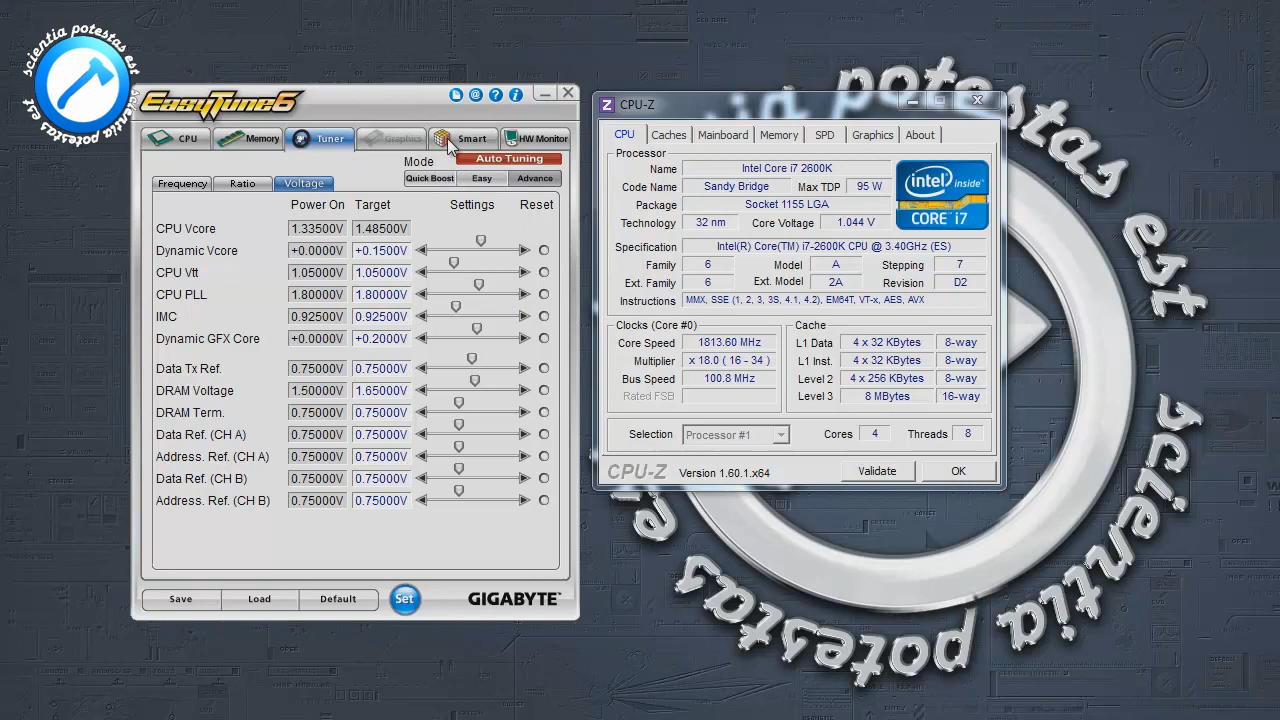 scientia potestas est
scientia potestas est
EasyTune6
CPU Memory Tuner Graphics Smart HW Monitor
Mode Auto Tuning
Quick Boost Easy Advance
Frequency Ratio Voltage
Power On Target Settings Reset
CPU Vcore 1.33500V 1.48500V
Dynamic Vcore +0.0000V +0.1500V
CPU Vtt 1.05000V 1.05000V
CPU PLL 1.80000V 1.80000V
IMC 0.92500V 0.92500V
Dynamic GFX Core +0.0000V +0.2000V
Data Tx Ref. 0.75000V 0.75000V
DRAM Voltage 1.50000V 1.65000V
DRAM Term. 0.75000V 0.75000V
Data Ref. (CH A) 0.75000V 0.75000V
Address. Ref. (CH A) 0.75000V 0.75000V
Data Ref. (CH B) 0.75000V 0.75000V
Address. Ref. (CH B) 0.75000V 0.75000V
Save Load Default Set GIGABYTE
Z CPU-Z
CPU Caches Mainboard Memory SPD Graphics About
Processor
Name Intel Core i7 2600K
Code Name Sandy Bridge Max TDP 95 W
Package Socket 1155 LGA
Technology 32 nm Core Voltage 1.044 V
intel inside™
CORE i7
Specification Intel(R) Core(TM) i7-2600K CPU @ 3.40GHz (ES)
Family 6 Model A Stepping 7
Ext. Family 6 Ext. Model 2A Revision D2
Instructions MMX, SSE (1, 2, 3, 3S, 4.1, 4.2), EM64T, VT-x, AES, AVX
Clocks (Core #0)
Core Speed 1813.60 MHz
Multiplier x 18.0 ( 16 - 34 )
Bus Speed 100.8 MHz
Rated FSB
Cache
L1 Data 4 x 32 KBytes 8-way
L1 Inst. 4 x 32 KBytes 8-way
Level 2 4 x 256 KBytes 8-way
Level 3 8 MBytes 16-way
Selection Processor #1 Cores 4 Threads 8
CPU-Z Version 1.60.1.x64 Validate OK
potestas est
scientia potestas est